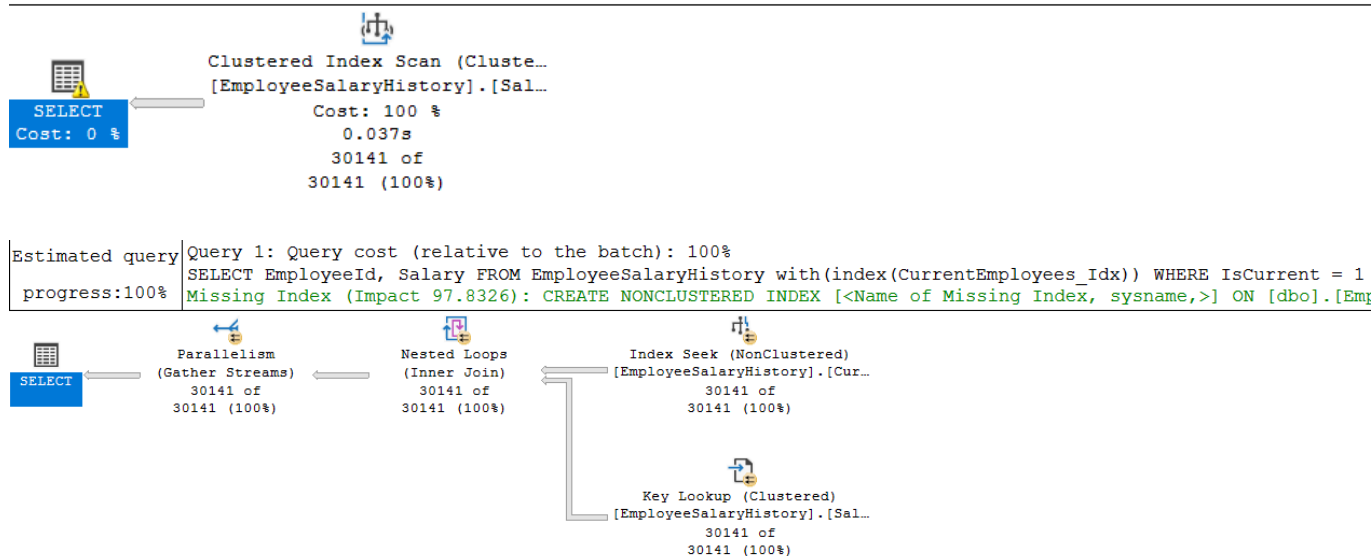 Clustered Index Scan (Cluste…
[EmployeeSalaryHistory].[Sal…
Cost: 100 %
0.037s
30141 of
30141 (100%)
SELECT
Cost: 0 %
Estimated query
progress:100%
Query 1: Query cost (relative to the batch): 100%
SELECT EmployeeId, Salary FROM EmployeeSalaryHistory with(index(CurrentEmployees_Idx)) WHERE IsCurrent = 1
Missing Index (Impact 97.8326): CREATE NONCLUSTERED INDEX [<Name of Missing Index, sysname,>] ON [dbo].[Emp
SELECT
Parallelism
(Gather Streams)
30141 of
30141 (100%)
Nested Loops
(Inner Join)
30141 of
30141 (100%)
Index Seek (NonClustered)
[EmployeeSalaryHistory].[Cur…
30141 of
30141 (100%)
Key Lookup (Clustered)
[EmployeeSalaryHistory].[Sal…
30141 of
30141 (100%)